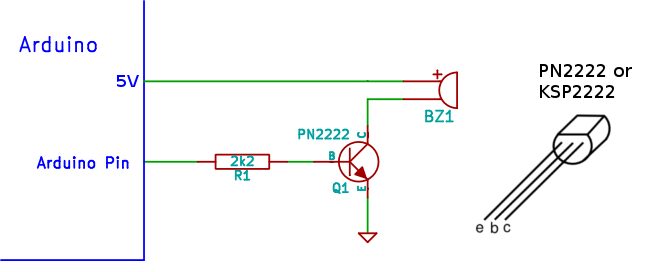 Arduino
5V
PN2222 or
KSP2222
+
BZ1
PN2222
C
Arduino Pin
2k2
B
R1
Q1
E
e b c